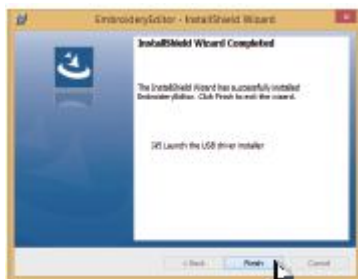 EmbroideryEditor - InstallShield Wizard
InstallShield Wizard Completed
The InstallShield Wizard has successfully installed
EmbroideryEditor. Click Finish to exit the wizard.
Launch the USB driver installer
< Back
Finish
Cancel